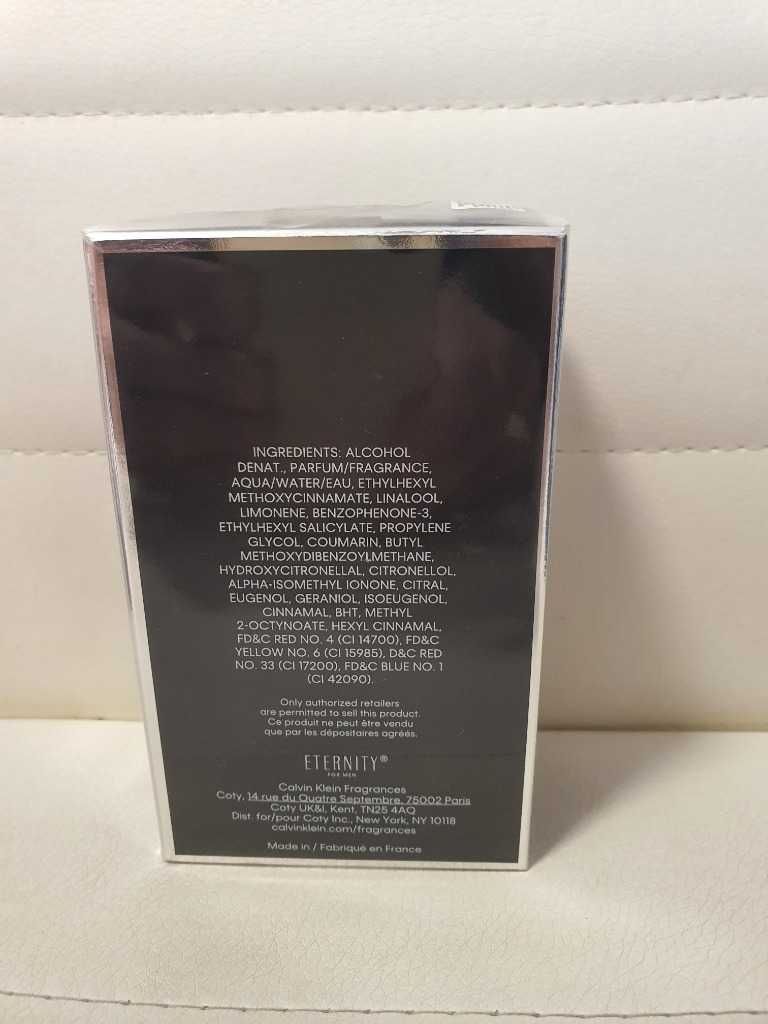 INGREDIENTS: ALCOHOL
DENAT., PARFUM/FRAGRANCE,
AQUA/WATER/EAU, ETHYLHEXYL
METHOXYCINNAMATE, LINALOOL,
LIMONENE, BENZOPHENONE-3,
ETHYLHEXYL SALICYLATE, PROPYLENE
GLYCOL, COUMARIN, BUTYL
METHOXYDIBENZOYLMETHANE,
HYDROXYCITRONELLAL, CITRONELLOL,
ALPHA-ISOMETHYL IONONE, CITRAL,
EUGENOL, GERANIOL, ISOEUGENOL,
CINNAMAL, BHT, METHYL
2-OCTYNOATE, HEXYL CINNAMAL,
FD&C RED NO. 4 (CI 14700), FD&C
YELLOW NO. 6 (CI 15985), D&C RED
NO. 33 (CI 17200), FD&C BLUE NO. 1
(CI 42090).
Only authorized retailers
are permitted to sell this product.
Ce produit ne peut être vendu
que par les dépositaires agréés.
ETERNITY®
FOR MEN
Calvin Klein Fragrances
Coty, 14 rue du Quatre Septembre, 75002 Paris
Coty UK&I, Kent, TN25 4AQ
Dist. for/pour Coty Inc., New York, NY 10118
calvinklein.com/fragrances
Made in / Fabriqué en France